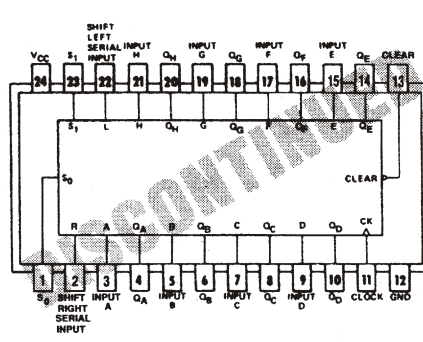 SHIFT
LEFT
SERIAL
INPUT
VCC S1 INPUT H QH INPUT G QG INPUT F QF INPUT E QE CLEAR
24 23 22 21 20 19 18 17 16 15 14 13
S1 L H QH G QG F QF E QE
S0 CLEAR
DISCONTINUED
R A QA B QB C QC D QD CK
1 2 3 4 5 6 7 8 9 10 11 12
S0 SHIFT RIGHT SERIAL INPUT INPUT A QA INPUT B QB INPUT C QC INPUT D QD CLOCK GND